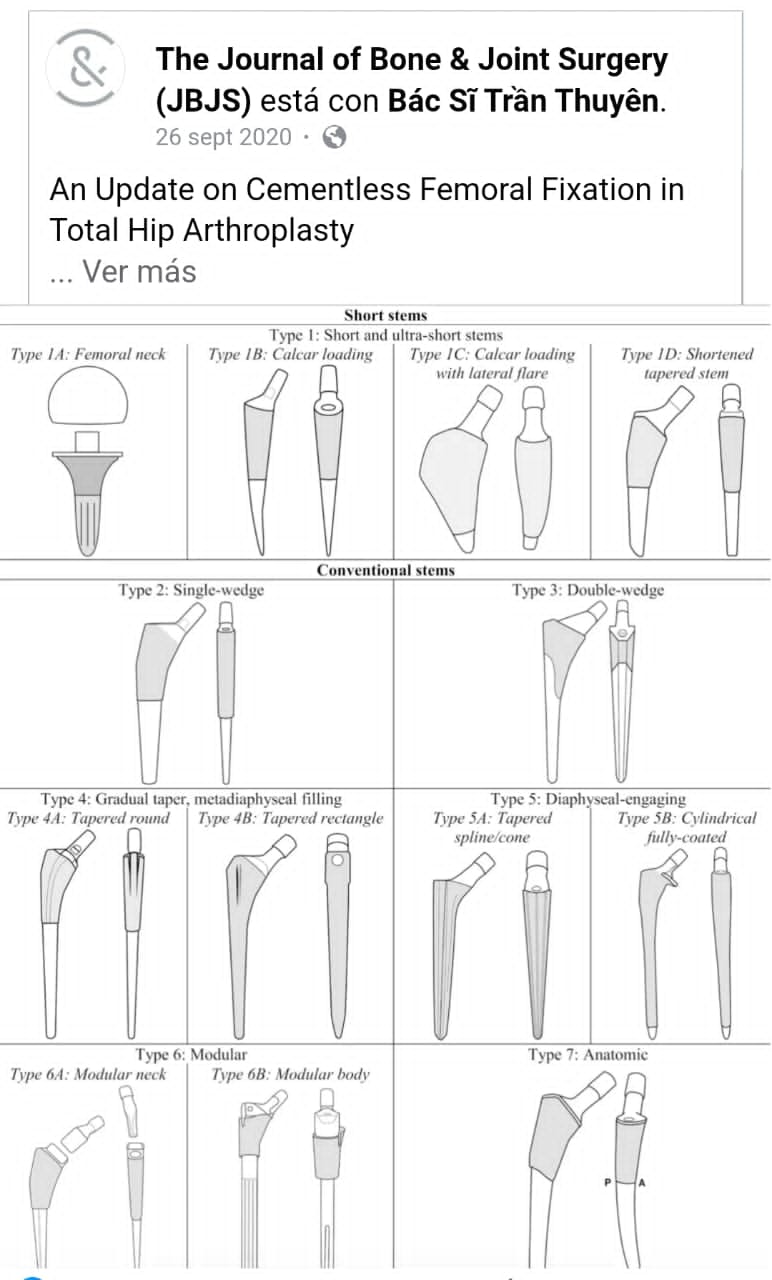 &
The Journal of Bone & Joint Surgery
(JBJS) está con Bác Sĩ Trần Thuyên.
26 sept 2020 ·
An Update on Cementless Femoral Fixation in
Total Hip Arthroplasty
... Ver más
Short stems
Type 1: Short and ultra-short stems
Type 1A: Femoral neck
Type 1B: Calcar loading
Type 1C: Calcar loading
with lateral flare
Type 1D: Shortened
tapered stem
Conventional stems
Type 2: Single-wedge
Type 3: Double-wedge
Type 4: Gradual taper, metadiaphyseal filling
Type 4A: Tapered round
Type 4B: Tapered rectangle
Type 5: Diaphyseal-engaging
Type 5A: Tapered
spline/cone
Type 5B: Cylindrical
fully-coated
Type 6: Modular
Type 6A: Modular neck
Type 6B: Modular body
Type 7: Anatomic
P A